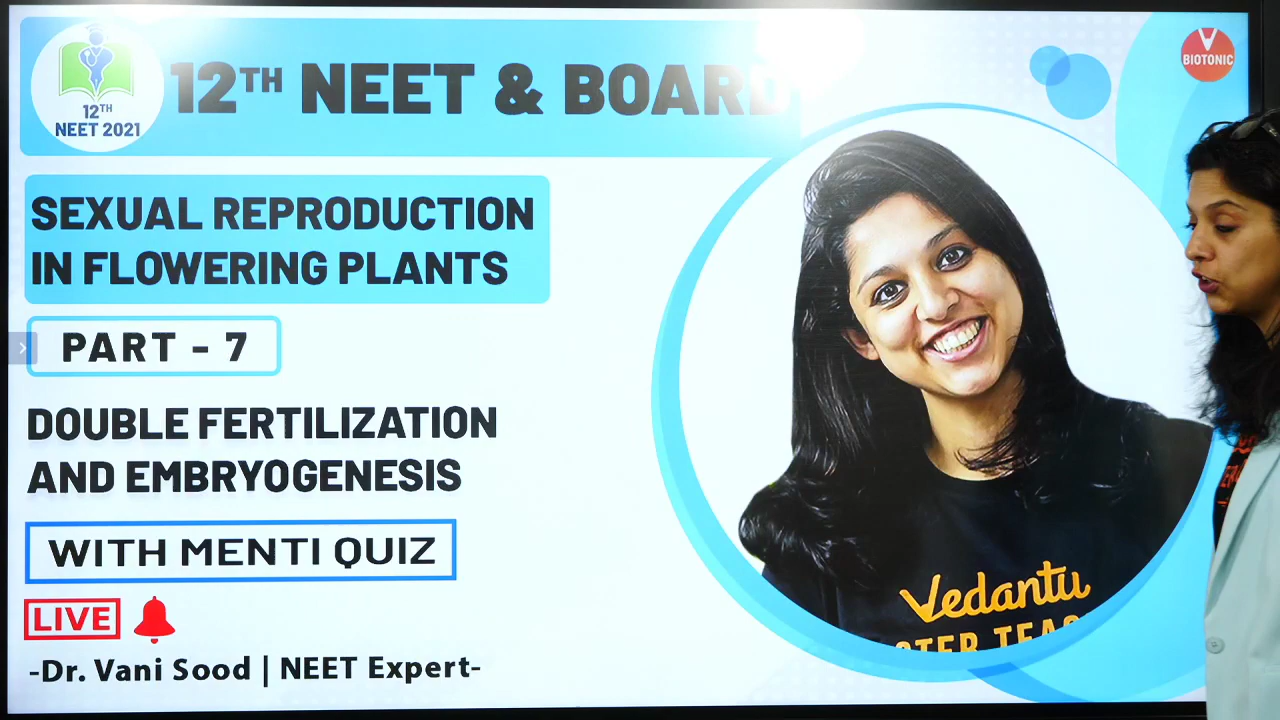 12TH
NEET 2021
12TH NEET & BOARD
V
BIOTONIC
SEXUAL REPRODUCTION
IN FLOWERING PLANTS
PART - 7
DOUBLE FERTILIZATION
AND EMBRYOGENESIS
WITH MENTI QUIZ
LIVE
-Dr. Vani Sood | NEET Expert-
Vedantu